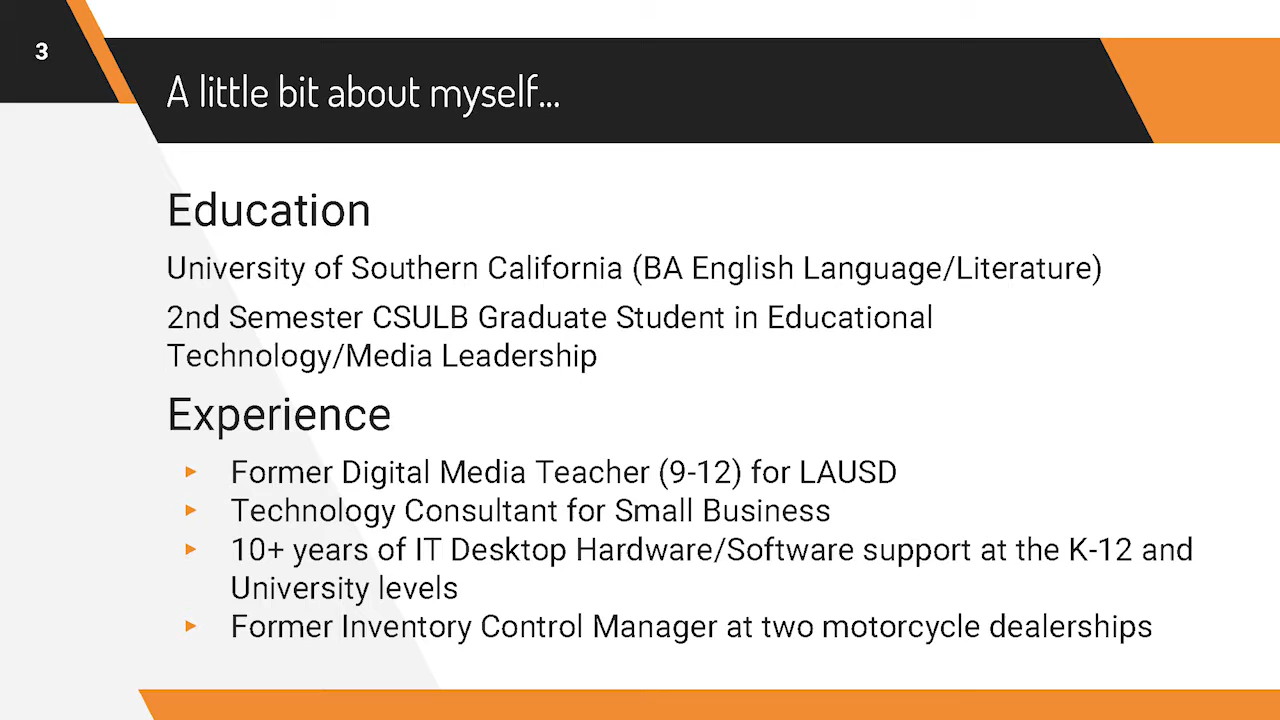 3
A little bit about myself...
Education
University of Southern California (BA English Language/Literature)
2nd Semester CSULB Graduate Student in Educational
Technology/Media Leadership
Experience
▸ Former Digital Media Teacher (9-12) for LAUSD
▸ Technology Consultant for Small Business
▸ 10+ years of IT Desktop Hardware/Software support at the K-12 and
University levels
▸ Former Inventory Control Manager at two motorcycle dealerships